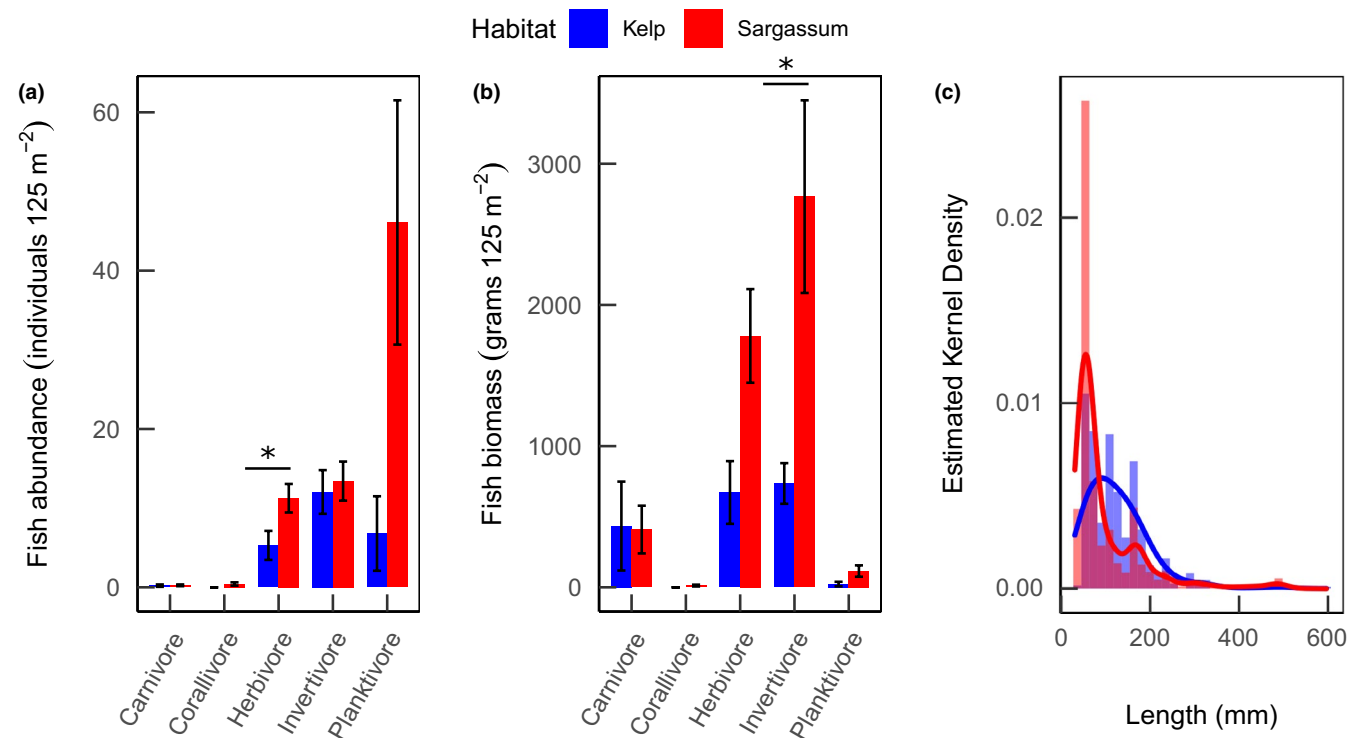 Habitat Kelp Sargassum
(a)
Fish abundance (individuals 125 m⁻²)
60
40
20
0
*
Carnivore
Corallivore
Herbivore
Invertivore
Planktivore
(b)
Fish biomass (grams 125 m⁻²)
3000
2000
1000
0
*
Carnivore
Corallivore
Herbivore
Invertivore
Planktivore
(c)
Estimated Kernel Density
0.02
0.01
0.00
0 200 400 600
Length (mm)